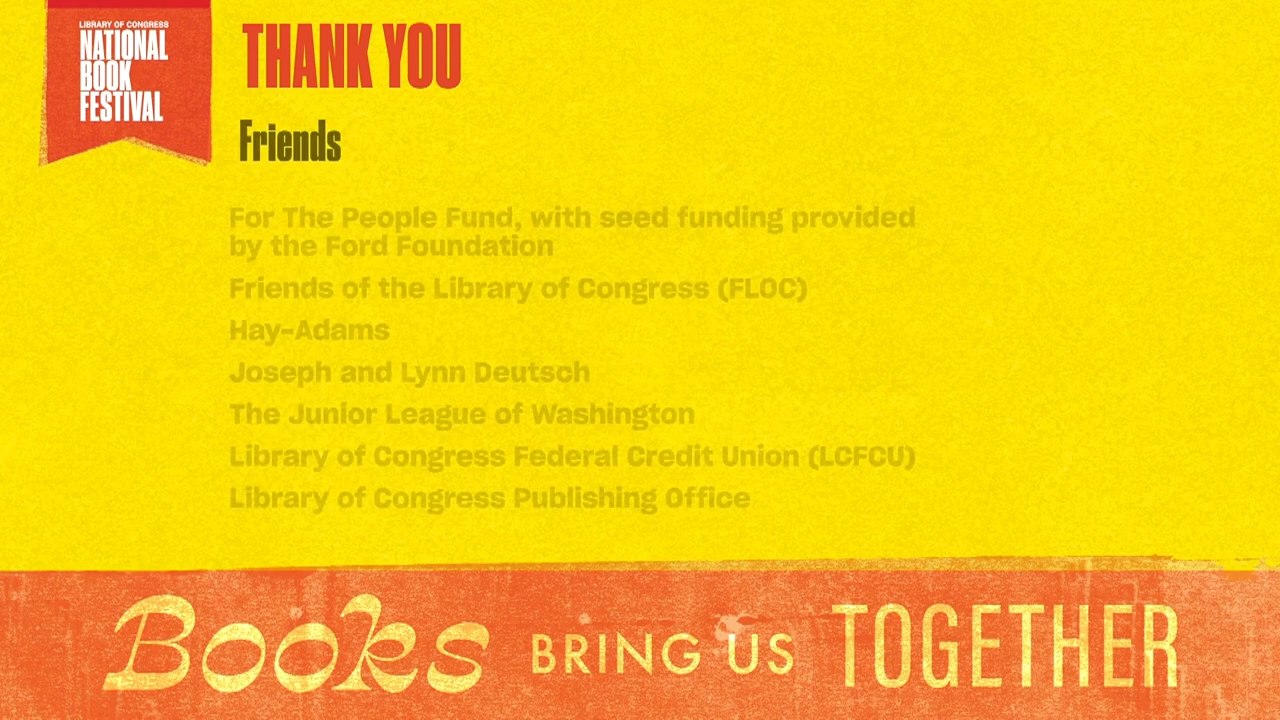 LIBRARY OF CONGRESS
NATIONAL
BOOK
FESTIVAL
THANK YOU
Friends
For The People Fund, with seed funding provided
by the Ford Foundation
Friends of the Library of Congress (FLOC)
Hay-Adams
Joseph and Lynn Deutsch
The Junior League of Washington
Library of Congress Federal Credit Union (LCFCU)
Library of Congress Publishing Office
Books BRING US TOGETHER